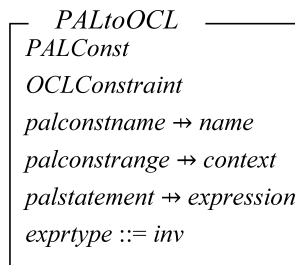 PALtoOCL
PALConst
OCLConstraint
palconstname ⇸ name
palconstrange ⇸ context
palstatement ⇸ expression
exprtype ::= inv